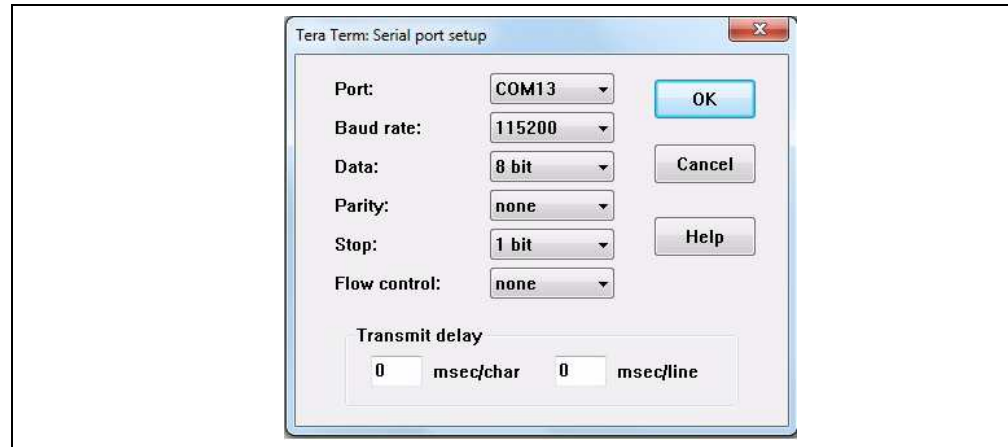 Tera Term: Serial port setup
Port: COM13 OK
Baud rate: 115200
Data: 8 bit Cancel
Parity: none
Stop: 1 bit Help
Flow control: none
Transmit delay
0 msec/char 0 msec/line